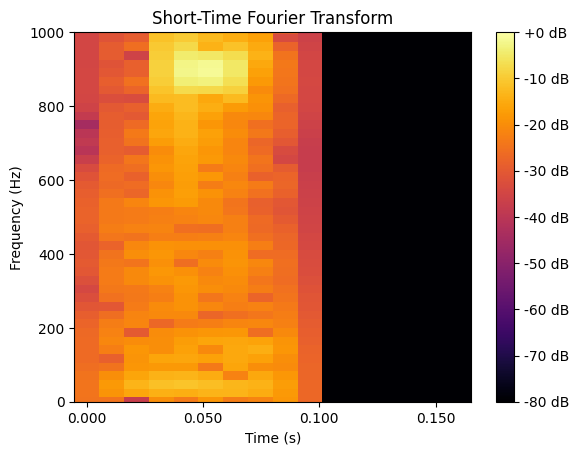 Short-Time Fourier Transform
1000
800
600
400
200
0
Frequency (Hz)
0.000
0.050
0.100
0.150
Time (s)
+0 dB
-10 dB
-20 dB
-30 dB
-40 dB
-50 dB
-60 dB
-70 dB
-80 dB